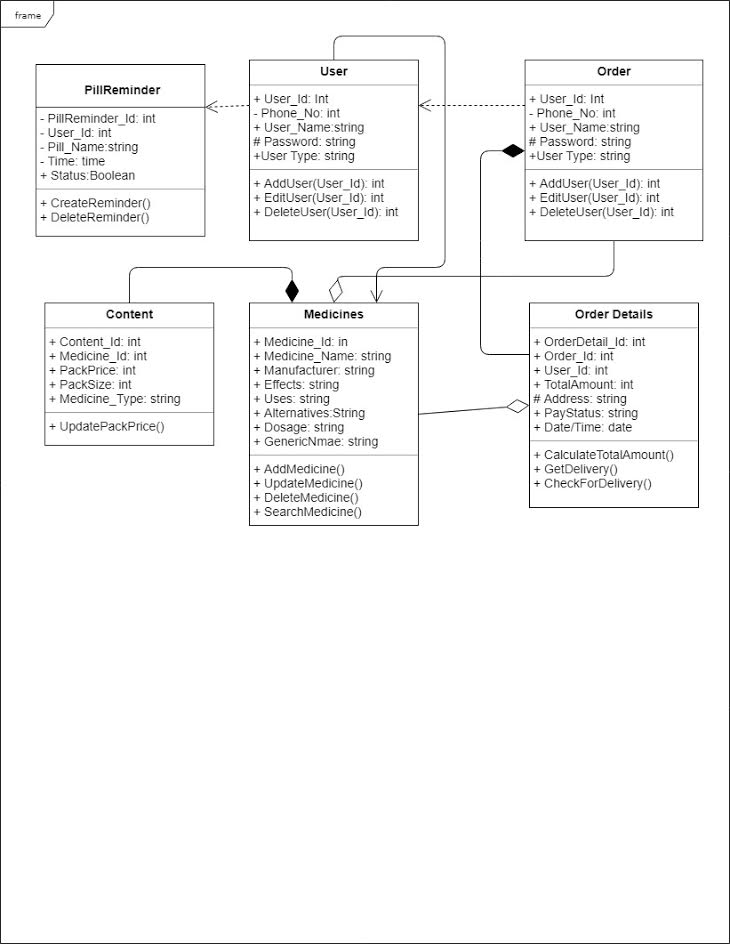 frame
PillReminder
- PillReminder_Id: int
- User_Id: int
- Pill_Name:string
- Time: time
+ Status:Boolean
+ CreateReminder()
+ DeleteReminder()
User
+ User_Id: Int
- Phone_No: int
+ User_Name:string
# Password: string
+User Type: string
+ AddUser(User_Id): int
+ EditUser(User_Id): int
+ DeleteUser(User_Id): int
Order
+ User_Id: Int
- Phone_No: int
+ User_Name:string
# Password: string
+User Type: string
+ AddUser(User_Id): int
+ EditUser(User_Id): int
+ DeleteUser(User_Id): int
Content
+ Content_Id: int
+ Medicine_Id: int
+ PackPrice: int
+ PackSize: int
+ Medicine_Type: string
+ UpdatePackPrice()
Medicines
+ Medicine_Id: in
+ Medicine_Name: string
+ Manufacturer: string
+ Effects: string
+ Uses: string
+ Alternatives:String
+ Dosage: string
+ GenericNmae: string
+ AddMedicine()
+ UpdateMedicine()
+ DeleteMedicine()
+ SearchMedicine()
Order Details
+ OrderDetail_Id: int
+ Order_Id: int
+ User_Id: int
+ TotalAmount: int
# Address: string
+ PayStatus: string
+ Date/Time: date
+ CalculateTotalAmount()
+ GetDelivery()
+ CheckForDelivery()